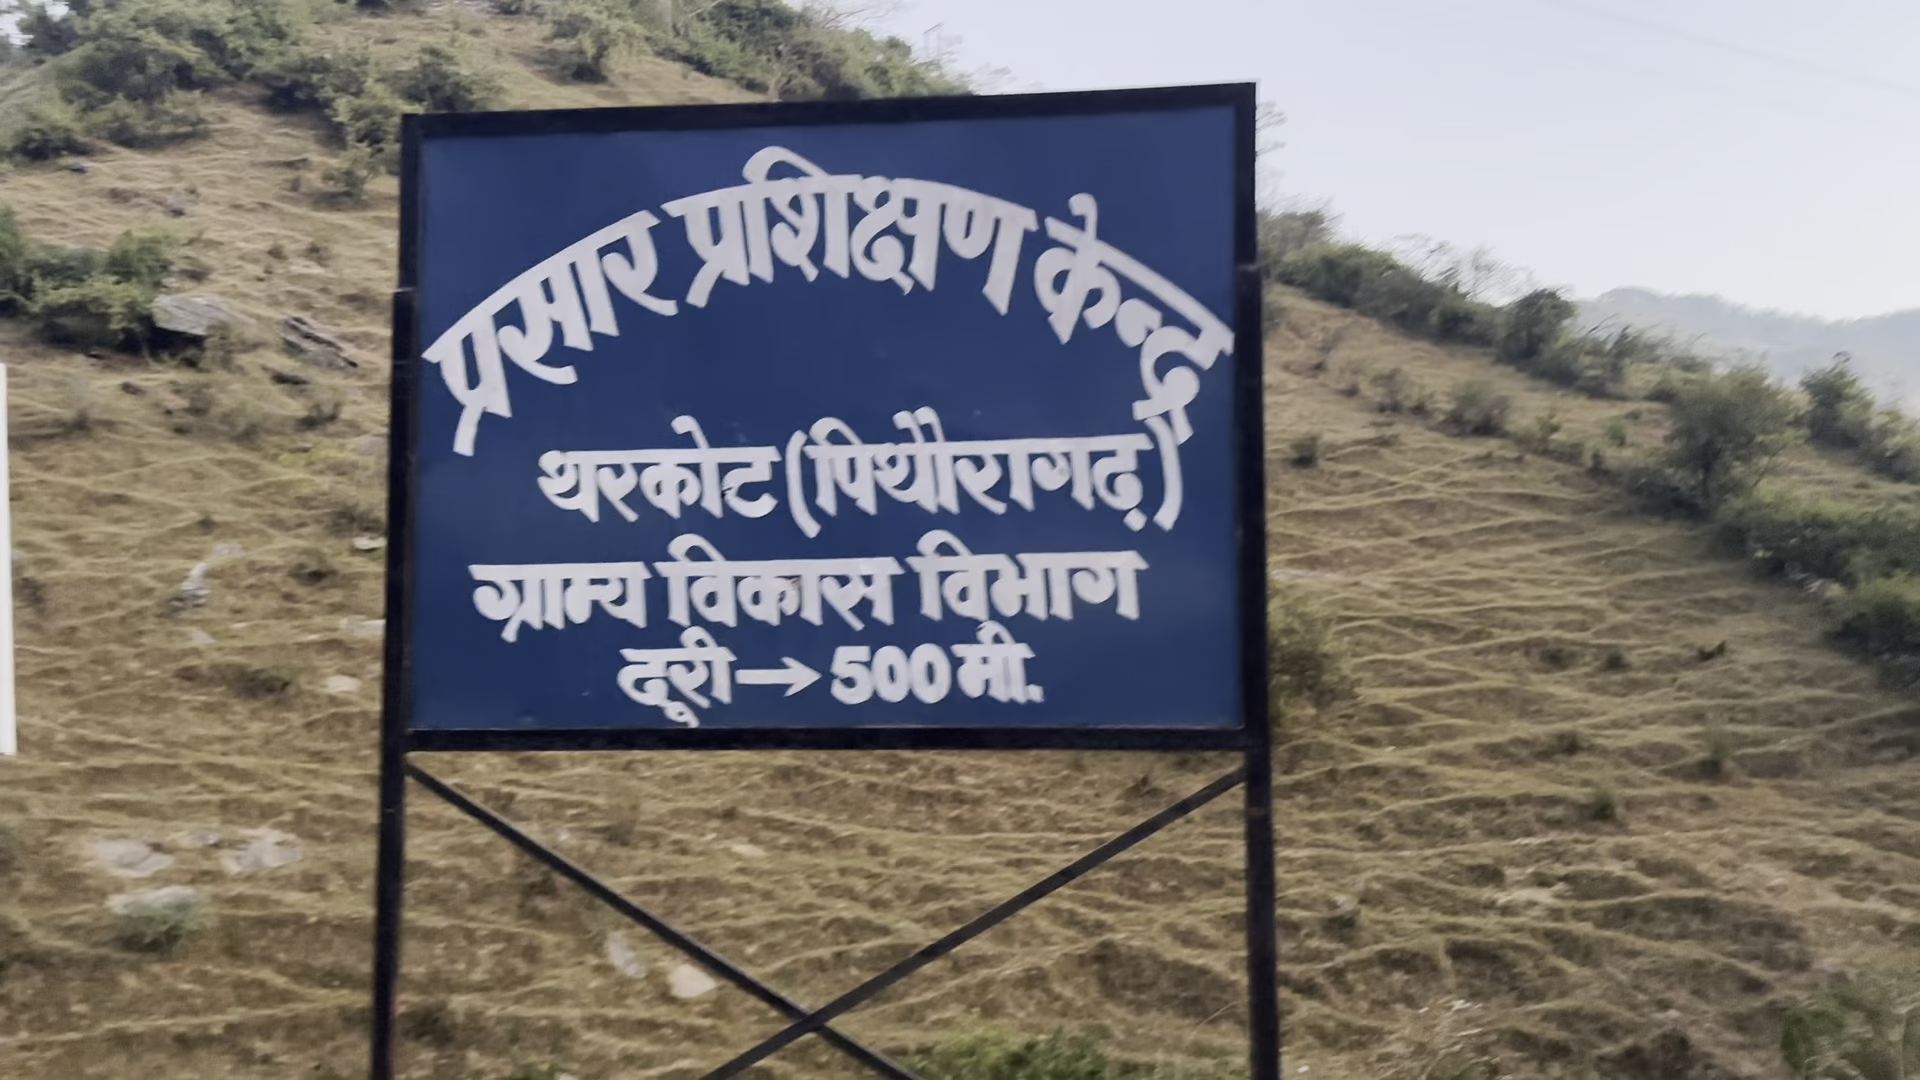 प्रसार प्रशिक्षण केन्द्र
थरकोट (पिथौरागढ़)
ग्राम्य विकास विभाग
दूरी → 500 मी.